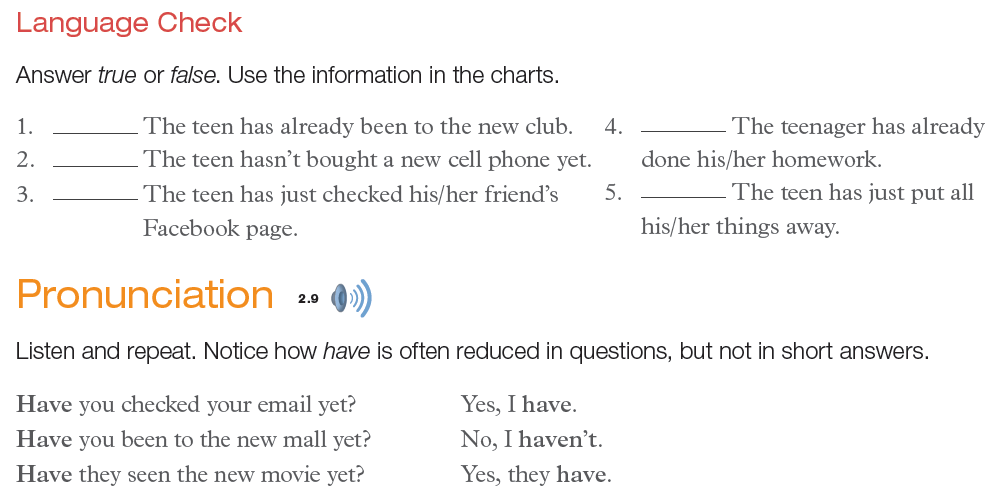 Language Check
Answer true or false. Use the information in the charts.
1. ______ The teen has already been to the new club.
2. ______ The teen hasn't bought a new cell phone yet.
3. ______ The teen has just checked his/her friend's
Facebook page.
4. ______ The teenager has already
done his/her homework.
5. ______ The teen has just put all
his/her things away.
Pronunciation 2.9
Listen and repeat. Notice how have is often reduced in questions, but not in short answers.
Have you checked your email yet? Yes, I have.
Have you been to the new mall yet? No, I haven't.
Have they seen the new movie yet? Yes, they have.